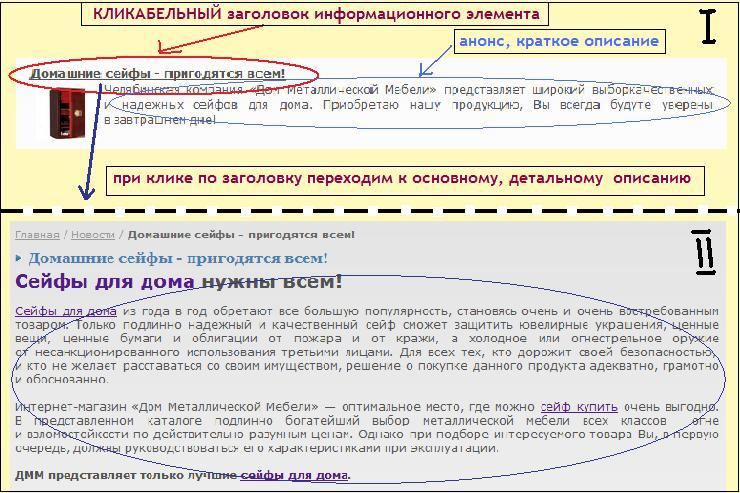 КЛИКАБЕЛЬНЫЙ заголовок информационного элемента
I
анонс, краткое описание
Домашние сейфы - пригодятся всем!
Челябинская компания «Дом Металлической Мебели» представляет широкий выборкачественных
и надежных сейфов для дома. Приобретаю нашу продукцию, Вы всегда будуте уверены
в завтрашнем дне!
при клике по заголовку переходим к основному, детальному описанию
Главная / Новости / Домашние сейфы - пригодятся всем!
II
Домашние сейфы - пригодятся всем!
Сейфы для дома нужны всем!
Сейфы для дома из года в год обретают все большую популярность, становясь очень и очень востребованным
товаром. Только подлинно надежный и качественный сейф сможет защитить ювелирные украшения, ценные
вещи, ценные бумаги и облигации от пожара и от кражи, а холодное или огнестрельное оружие
от несанкционированного использования третьими лицами. Для всех тех, кто дорожит своей безопасностью,
и кто не желает расставаться со своим имуществом, решение о покупке данного продукта адекватно, грамотно
и обоснованно.
Интернет-магазин «Дом Металлической Мебели» — оптимальное место, где можно сейф купить очень выгодно.
В представленном каталоге подлинно богатейший выбор металлической мебели всех классов огне
и взломостойкости по действительно разумным ценам. Однако при подборе интересуемого товара Вы, в первую
очередь, должны руководствоваться его характеристиками при эксплуатации.
ДММ представляет только лучшие сейфы для дома.